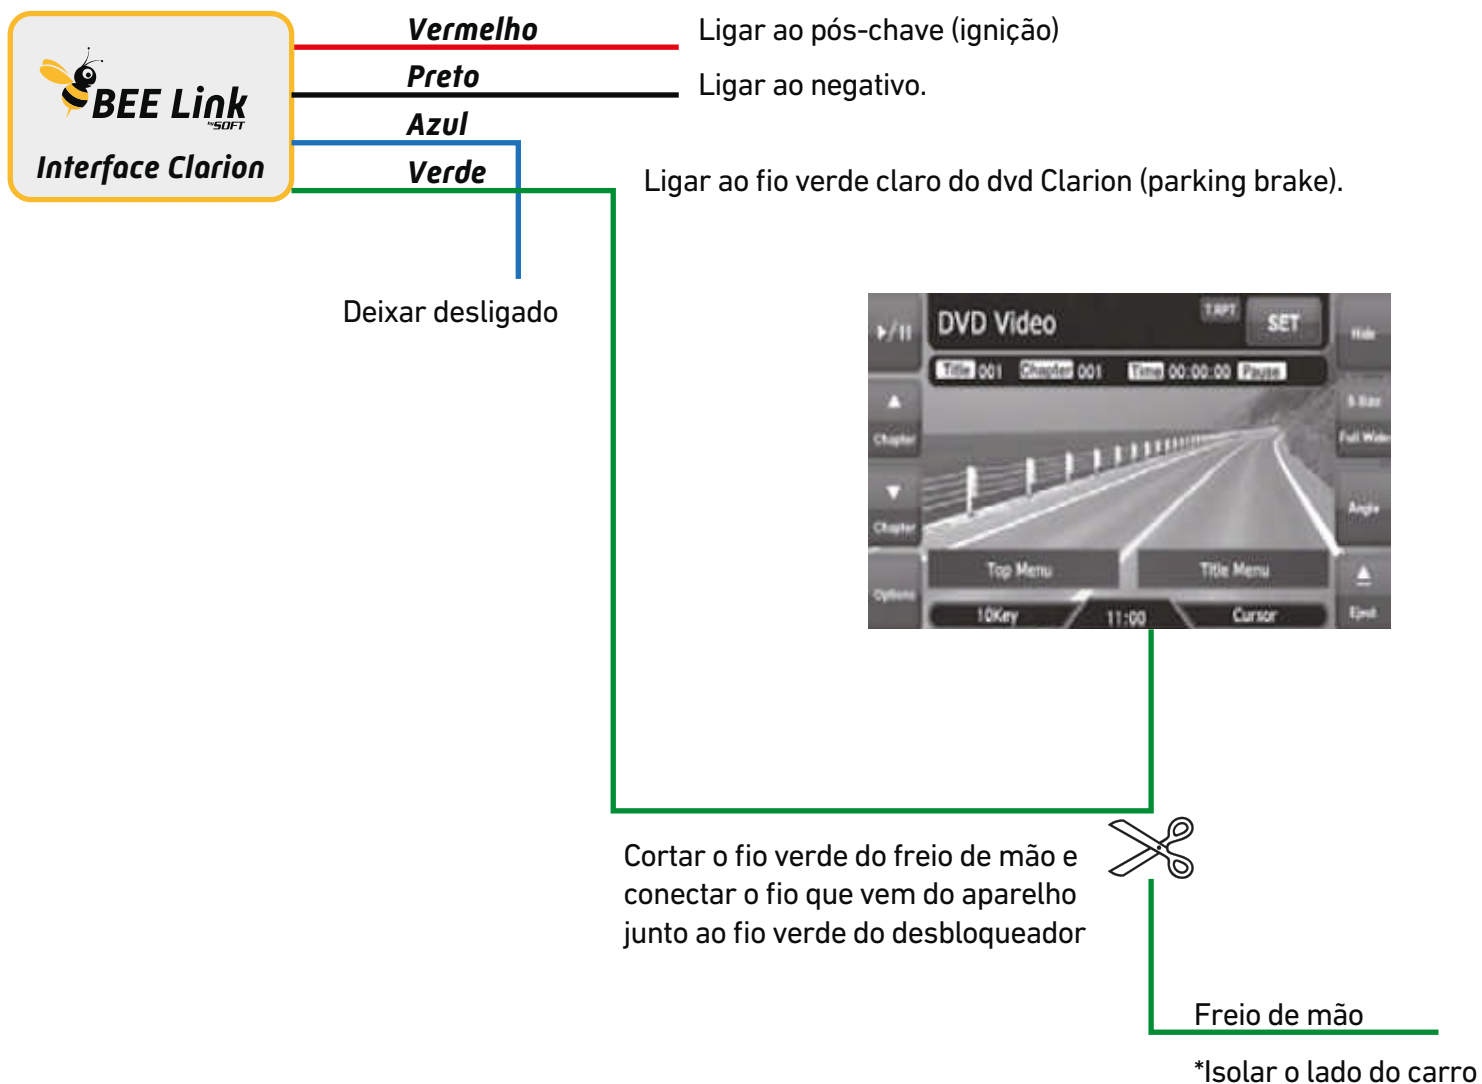 Vermelho
Ligar ao pós-chave (ignição)
Preto
Ligar ao negativo.
BEE Link
by SOFT
Azul
Interface Clarion
Verde
Ligar ao fio verde claro do dvd Clarion (parking brake).
Deixar desligado
DVD Video
T.RPT
SET
Hide
Title 001 Chapter 001 Time 00:00:00 Pause
Chapter
Full Wide
Chapter
Angle
Top Menu
Title Menu
Options
10Key
11:00
Cursor
Eject
Cortar o fio verde do freio de mão e
conectar o fio que vem do aparelho
junto ao fio verde do desbloqueador
Freio de mão
*Isolar o lado do carro